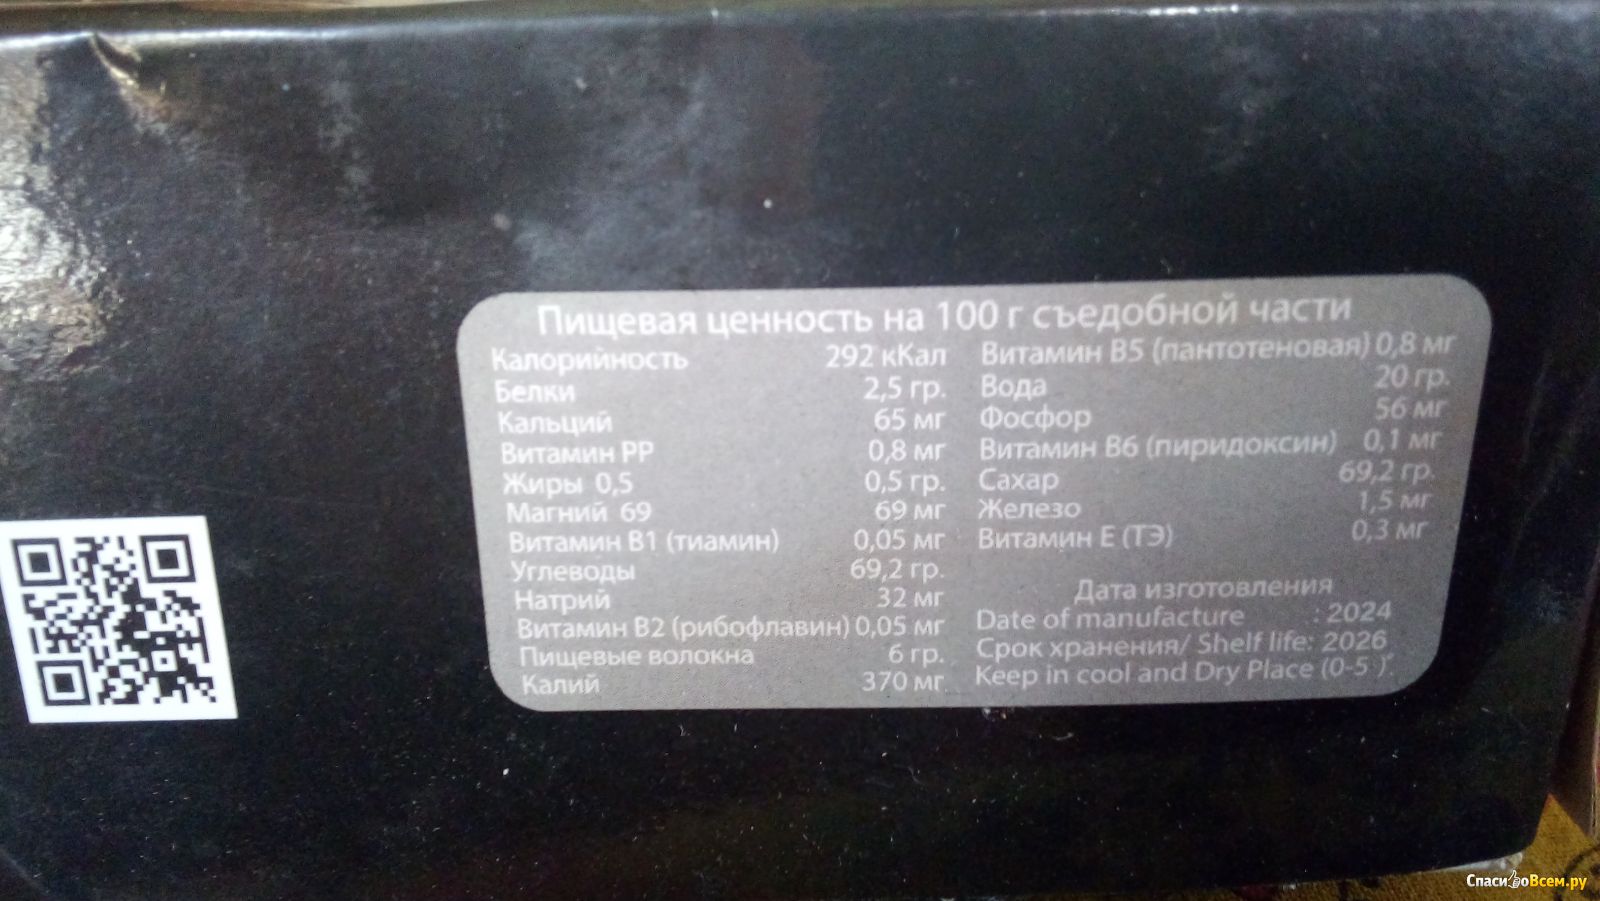 Пищевая ценность на 100 г съедобной части
Калорийность 292 кКал
Белки 2,5 гр.
Кальций 65 мг
Витамин РР 0,8 мг
Жиры 0,5 0,5 гр.
Магний 69 69 мг
Витамин В1 (тиамин) 0,05 мг
Углеводы 69,2 гр.
Натрий 32 мг
Витамин В2 (рибофлавин) 0,05 мг
Пищевые волокна 6 гр.
Калий 370 мг
Витамин В5 (пантотеновая) 0,8 мг
Вода 20 гр.
Фосфор 56 мг
Витамин В6 (пиридоксин) 0,1 мг
Сахар 69,2 гр.
Железо 1,5 мг
Витамин Е (ТЭ) 0,3 мг
Дата изготовления
Date of manufacture : 2024
Срок хранения/ Shelf life: 2026
Keep in cool and Dry Place (0-5˚).
СпасибоВсем.ру